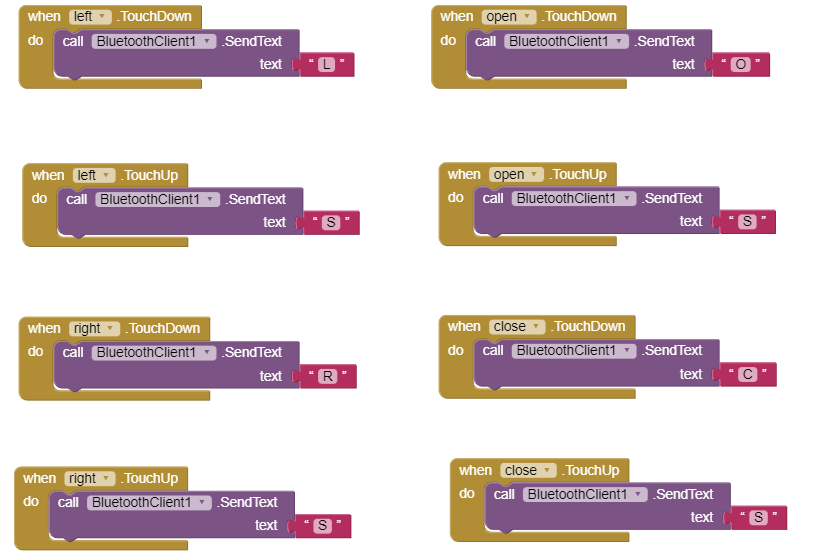 when left .TouchDown
do call BluetoothClient1 .SendText
text “ L ”
when left .TouchUp
do call BluetoothClient1 .SendText
text “ S ”
when right .TouchDown
do call BluetoothClient1 .SendText
text “ R ”
when right .TouchUp
do call BluetoothClient1 .SendText
text “ S ”
when open .TouchDown
do call BluetoothClient1 .SendText
text “ O ”
when open .TouchUp
do call BluetoothClient1 .SendText
text “ S ”
when close .TouchDown
do call BluetoothClient1 .SendText
text “ C ”
when close .TouchUp
do call BluetoothClient1 .SendText
text “ S ”